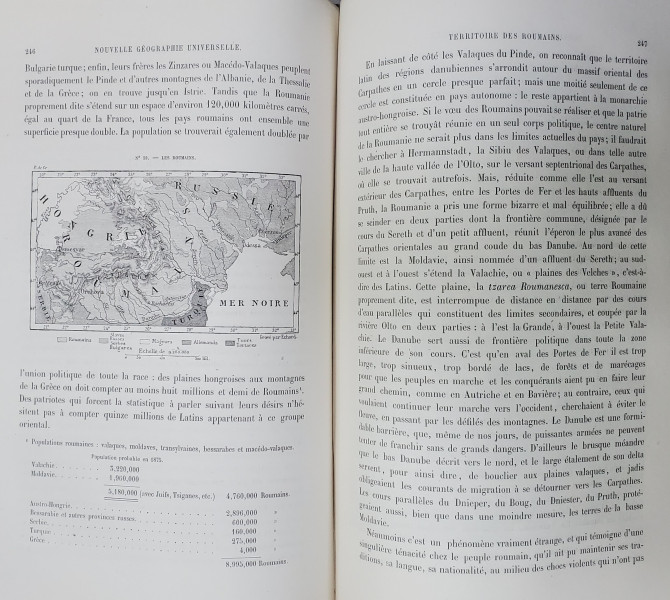 246 NOUVELLE GÉOGRAPHIE UNIVERSELLE.
Bulgarie turque; enfin, leurs frères les Zinzares ou Macédo-Valaques peuplent
sporadiquement le Pinde et d'autres montagnes de l'Albanie, de la Thessalie
et de la Grèce; on en trouve jusqu'en Istrie. Tandis que la Roumanie
proprement dite s'étend sur un espace d'environ 120,000 kilomètres carrés,
égal au quart de la France, tous les pays roumains ont ensemble une
superficie presque double. La population se trouverait également doublée par
LES ROUMAINS.
HONGRIE
RUSSIE
ROUMANIE
TURQUIE
SERBIE
MER NOIRE
Odessa
Roumains
Serbes
Bulgares
Magyars
Allemands
Turcs
Tartares
Echelle de
l'union politique de toute la race : des plaines hongroises aux montagnes
de la Grèce on doit compter au moins huit millions et demi de Roumains¹.
Des patriotes qui forcent la statistique à parler suivant leurs désirs n'hé-
sitent pas à compter quinze millions de Latins appartenant à ce groupe
oriental.
¹ Populations roumaines : valaques, moldaves, transylvaines, bessarabes et macédo-valaques.
Population probable en 1875.
Valachie 3,220,000
Moldavie 1,960,000
5,180,000 (avec Juifs, Tsiganes, etc.) 4,760,000 Roumains.
Austro-Hongrie 2,896,000 »
Bessarabie et autres provinces russes 600,000 »
Serbie 160,000 »
Turquie 275,000 »
Grèce 4,000 »
8,995,000 Roumains.
TERRITOIRE DES ROUMAINS. 247
En laissant de côté les Valaques du Pinde, on reconnaît que le territoire
latin des régions danubiennes s'arrondit autour du massif oriental des
Carpathes en un cercle presque parfait; mais une moitié seulement de ce
cercle est constituée en pays autonome : le reste appartient à la monarchie
austro-hongroise. Si le vœu des Roumains pouvait se réaliser et que la patrie
tout entière se trouvât réunie en un seul corps politique, le centre naturel
de la Roumanie ne serait plus dans les limites actuelles du pays; il faudrait
le chercher à Hermannstadt, la Sibiu des Valaques, ou dans telle autre
ville de la haute vallée de l'Olto, sur le versant septentrional des Carpathes,
où elle se trouvait autrefois. Mais, réduite comme elle l'est au versant
extérieur des Carpathes, entre les Portes de Fer et les hauts affluents du
Pruth, la Roumanie a pris une forme bizarre et mal équilibrée; elle a dû
se scinder en deux parties dont la frontière commune, désignée par le
cours du Sereth et d'un petit affluent, réunit l'éperon le plus avancé des
Carpathes orientales au grand coude du bas Danube. Au nord de cette
limite est la Moldavie, ainsi nommée d'un affluent du Sereth; au sud-
ouest et à l'ouest s'étend la Valachie, ou « plaines des Velches », c'est-à-
dire des Latins. Cette plaine, la tzarea Roumanesca, ou terre Roumaine
proprement dite, est interrompue de distance en distance par des cours
d'eau parallèles qui constituent des limites secondaires, et coupée par la
rivière Olto en deux parties : à l'est la Grande, à l'ouest la Petite Vala-
chie. Le Danube sert aussi de frontière politique dans toute la zone
inférieure de son cours. C'est qu'en aval des Portes de Fer il est trop
large, trop sinueux, trop bordé de lacs, de forêts et de marécages
pour que les peuples en marche et les conquérants aient pu en faire leur
grand chemin, comme en Autriche et en Bavière; au contraire, ceux qui
voulaient continuer leur marche vers l'occident, cherchaient à éviter le
fleuve, en passant par les défilés des montagnes. Le Danube est une formi-
dable barrière, que, même de nos jours, de puissantes armées ne peuvent
tenter de franchir sans de grands dangers. D'ailleurs le brusque méandre
que le bas Danube décrit vers le nord, et le large étalement de son delta
servent, pour ainsi dire, de bouclier aux plaines valaques, et jadis
obligeaient les courants de migration à se détourner vers les Carpathes.
Les cours parallèles du Dnieper, du Boug, du Dniester, du Pruth, proté-
geaient aussi, bien que dans une moindre mesure, les terres de la basse
Moldavie.
Néanmoins c'est un phénomène vraiment étrange, et qui témoigne d'une
singulière ténacité chez le peuple roumain, qu'il ait pu maintenir ses tra-
ditions, sa langue, sa nationalité, au milieu des chocs violents qui n'ont pas